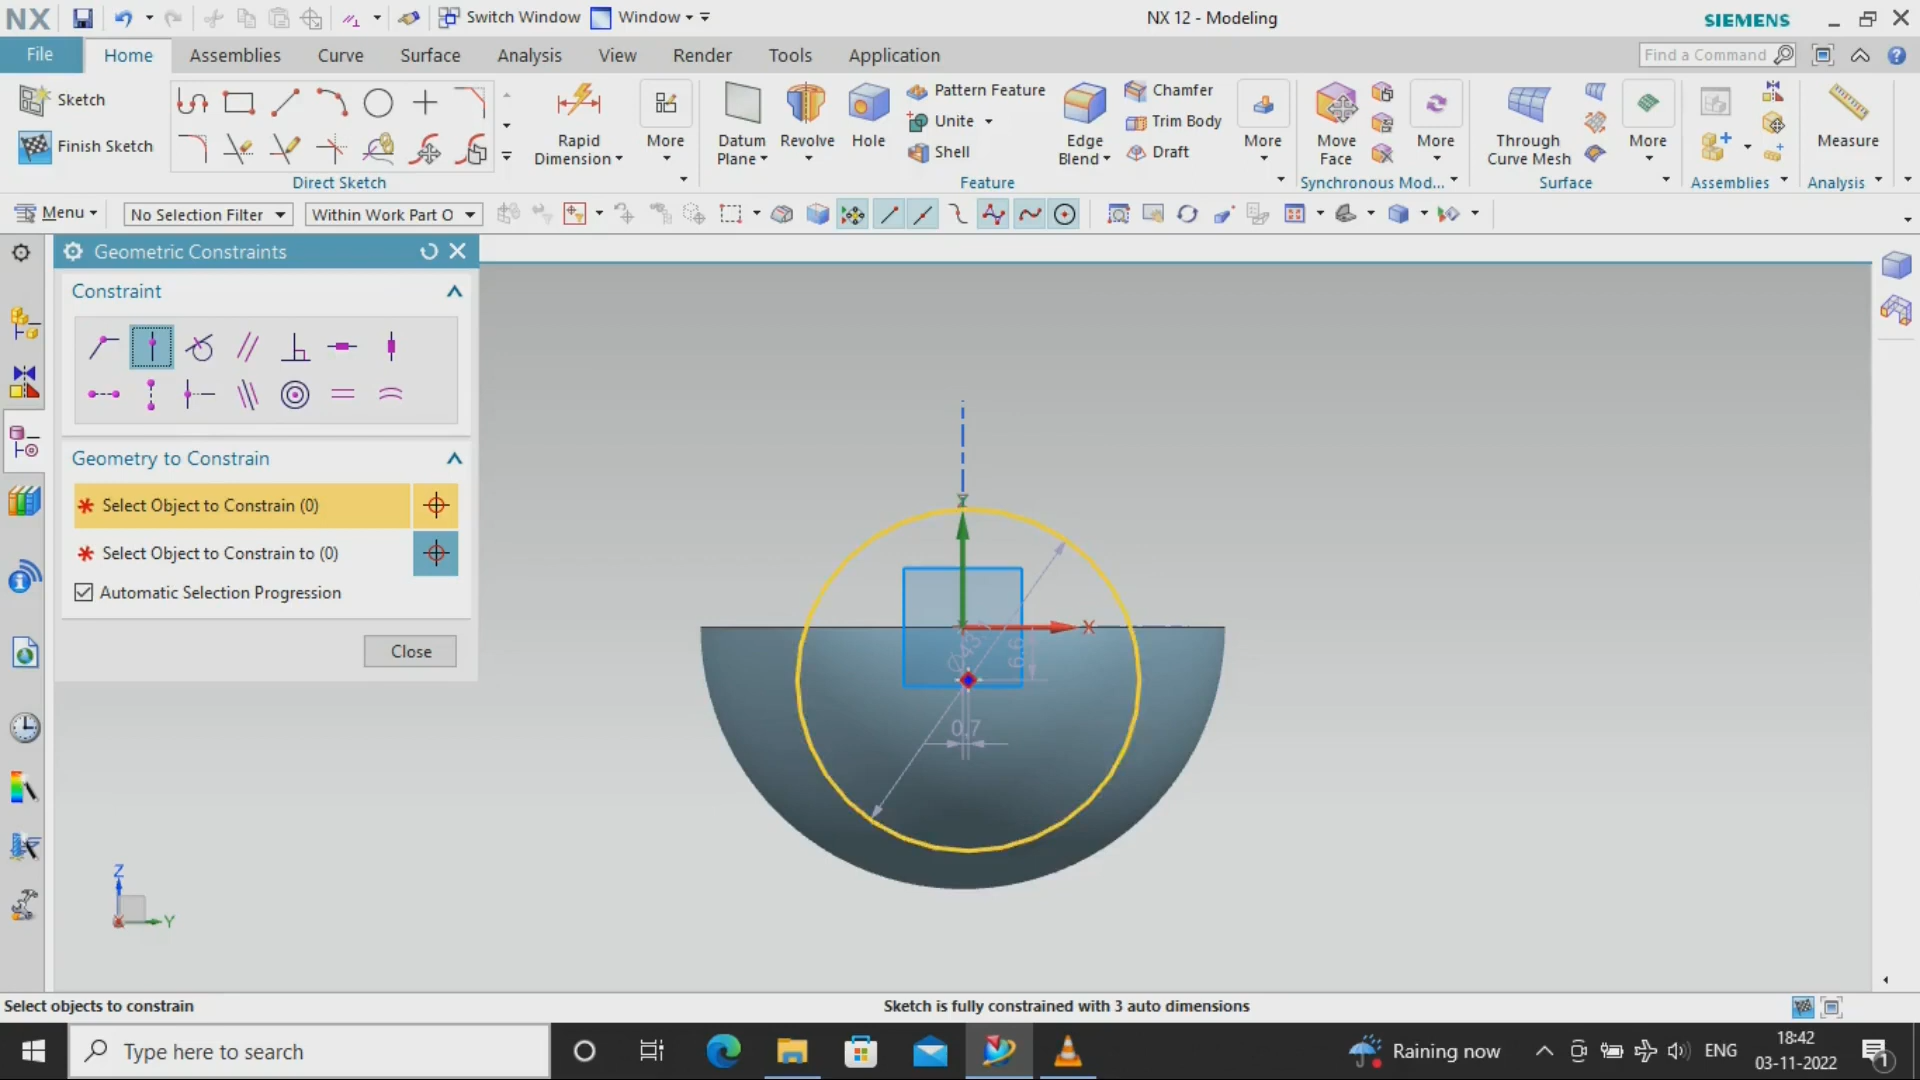 NX
Switch Window
Window
NX 12 - Modeling
SIEMENS
File
Home
Assemblies
Curve
Surface
Analysis
View
Render
Tools
Application
Find a Command
Sketch
Finish Sketch
Direct Sketch
Rapid Dimension
More
Datum Plane
Revolve
Hole
Pattern Feature
Unite
Shell
Edge Blend
Chamfer
Trim Body
Draft
More
Feature
Move Face
More
Synchronous Mod...
Through Curve Mesh
More
Surface
Assemblies
Measure
Analysis
Menu
No Selection Filter
Within Work Part O
Geometric Constraints
Constraint
Geometry to Constrain
* Select Object to Constrain (0)
* Select Object to Constrain to (0)
Automatic Selection Progression
Close
Y
X
6.6
0.7
Z
Y
X
Select objects to constrain
Sketch is fully constrained with 3 auto dimensions
Type here to search
Raining now
ENG
18:42
03-11-2022
1